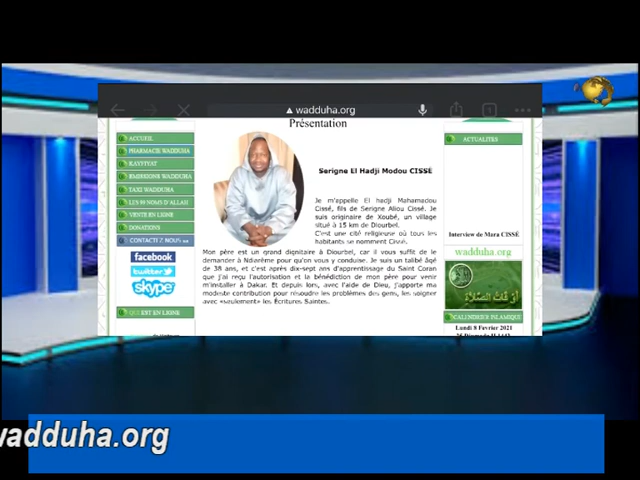 wadduha.org
Présentation
ACCUEIL
PHARMACIE WADDUHA
KAYFIYAT
EMISSIONS WADDUHA
TAXI WADDUHA
LES 99 NOMS D'ALLAH
VENTE EN LIGNE
DONATIONS
CONTACTEZ NOUS
facebook
twitter
skype
QUI EST EN LIGNE
Serigne El Hadji Modou CISSÉ
Je m'appelle El hadji Mahamadou
Cissé, fils de Serigne Aliou Cissé. Je
suis originaire de Xoubé, un village
situé à 15 km de Diourbel.
C'est une cité religieuse où tous les
habitants se nomment Cissé.
Mon père est un grand dignitaire à Diourbel, car il vous suffit de le
demander à Ndiarème pour qu'on vous y conduise. Je suis un talibé âgé
de 38 ans, et c'est après dix-sept ans d'apprentissage du Saint Coran
que j'ai reçu l'autorisation et la bénédiction de mon père pour venir
m'installer à Dakar. Et depuis lors, avec l'aide de Dieu, j'apporte ma
modeste contribution pour résoudre les problèmes des gens, les soigner
avec «seulement» les Écritures Saintes.
ACTUALITÉS
Interview de Mara CISSÉ
wadduha.org
أوقات الصلاة
CALENDRIER ISLAMIQUE
Lundi 8 Fevrier 2021
wadduha.org